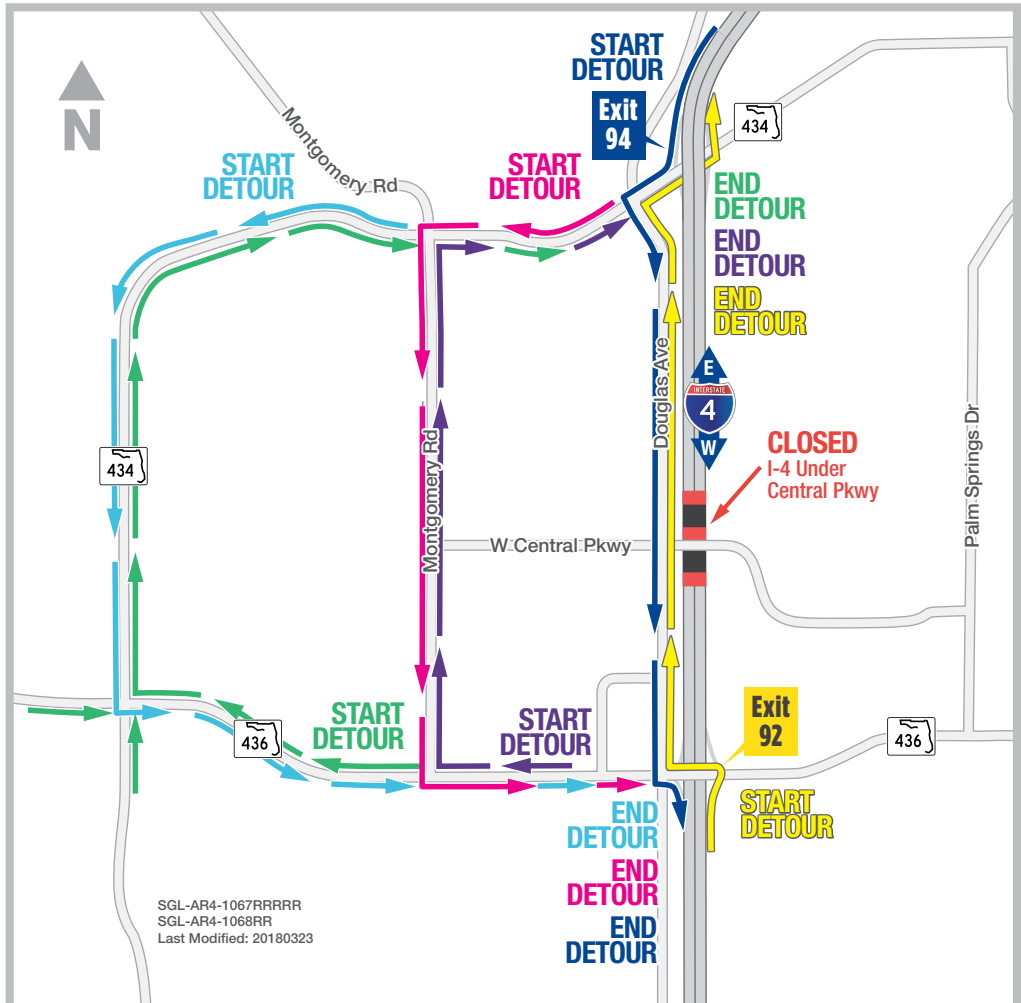 START
DETOUR
Exit
94
434
N
Montgomery Rd
START
DETOUR
START
DETOUR
END
DETOUR
END
DETOUR
END
DETOUR
Douglas Ave
E
INTERSTATE
4
W
CLOSED
I-4 Under
Central Pkwy
434
Montgomery Rd
W Central Pkwy
Palm Springs Dr
START
DETOUR
START
DETOUR
Exit
92
436
436
START
DETOUR
END
DETOUR
END
DETOUR
END
DETOUR
SGL-AR4-1067RRRRR
SGL-AR4-1068RR
Last Modified: 20180323